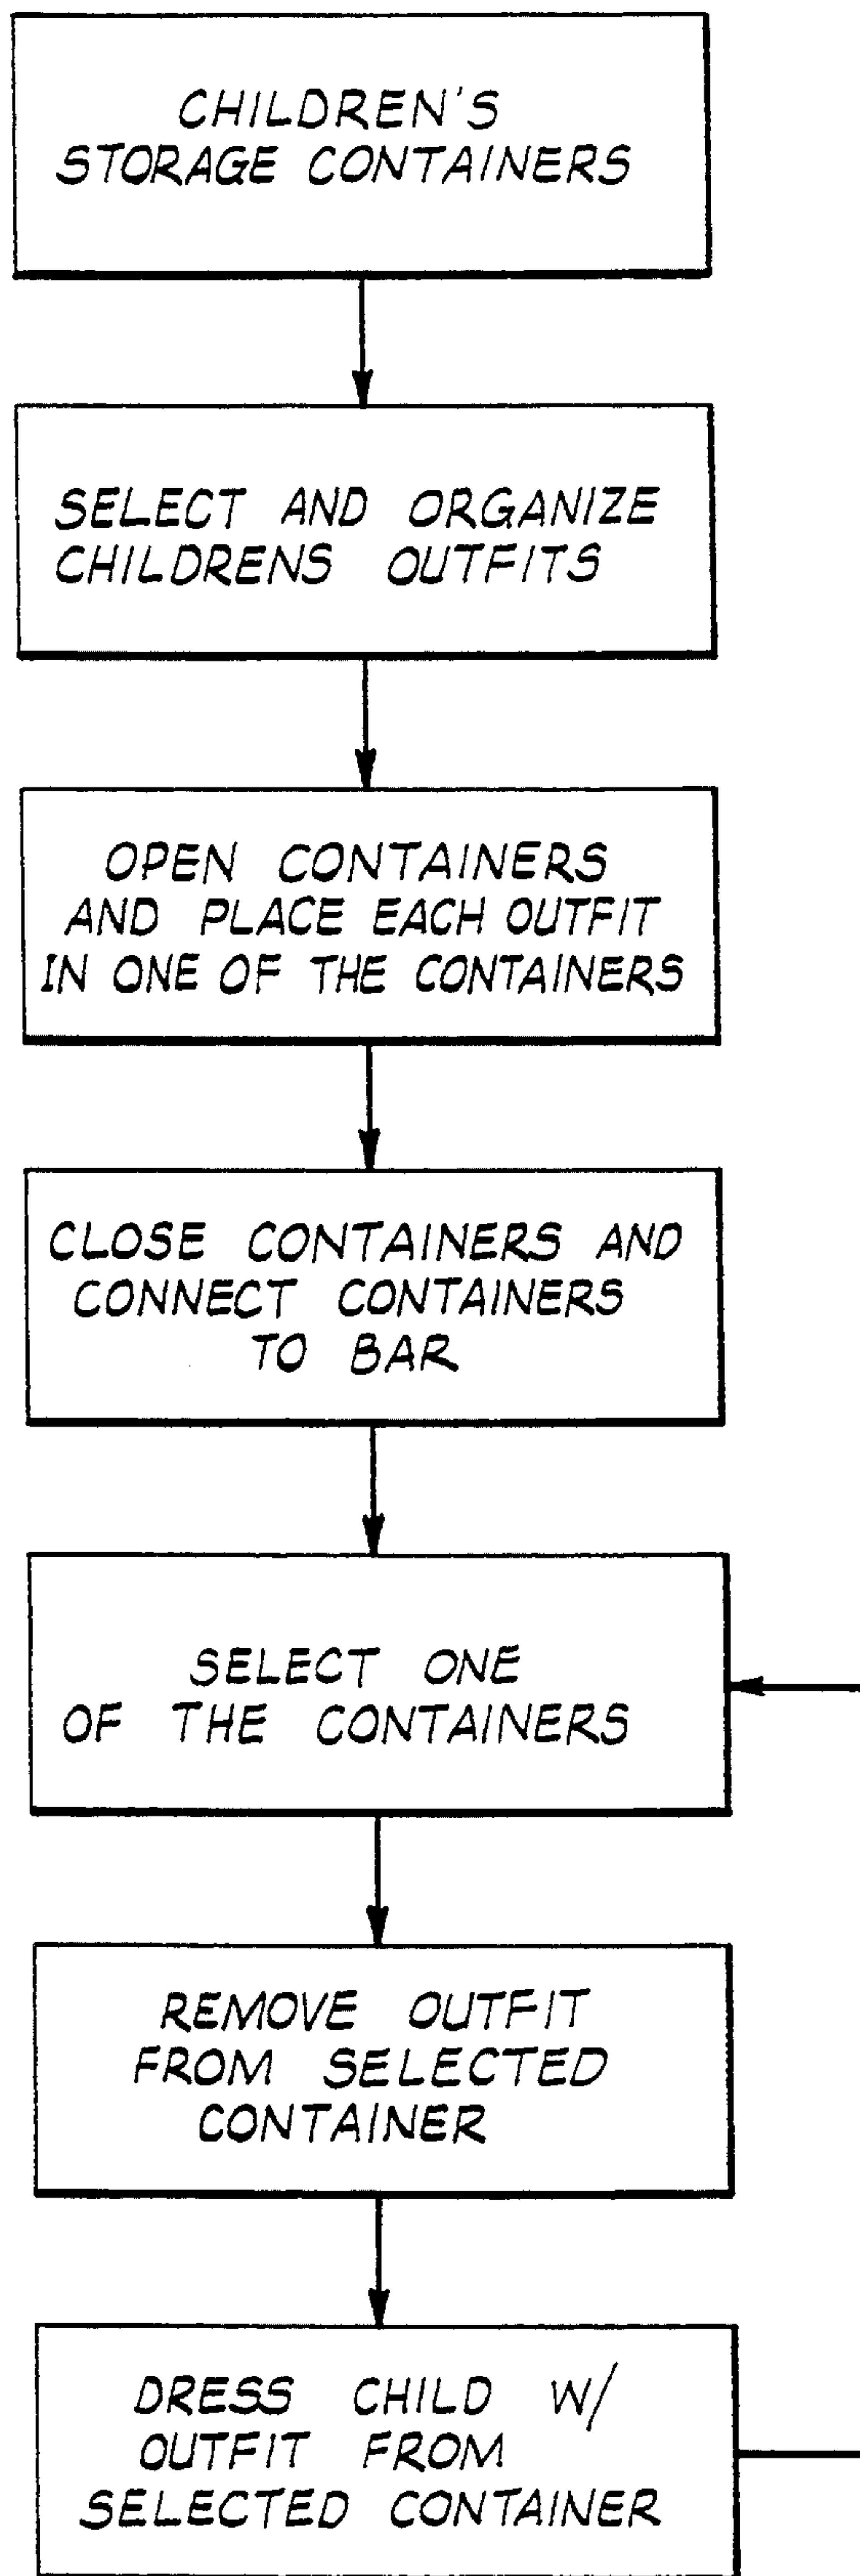 CHILDREN'S
STORAGE CONTAINERS
SELECT AND ORGANIZE
CHILDRENS OUTFITS
OPEN CONTAINERS
AND PLACE EACH OUTFIT
IN ONE OF THE CONTAINERS
CLOSE CONTAINERS AND
CONNECT CONTAINERS
TO BAR
SELECT ONE
OF THE CONTAINERS
REMOVE OUTFIT
FROM SELECTED
CONTAINER
DRESS CHILD W/
OUTFIT FROM
SELECTED CONTAINER